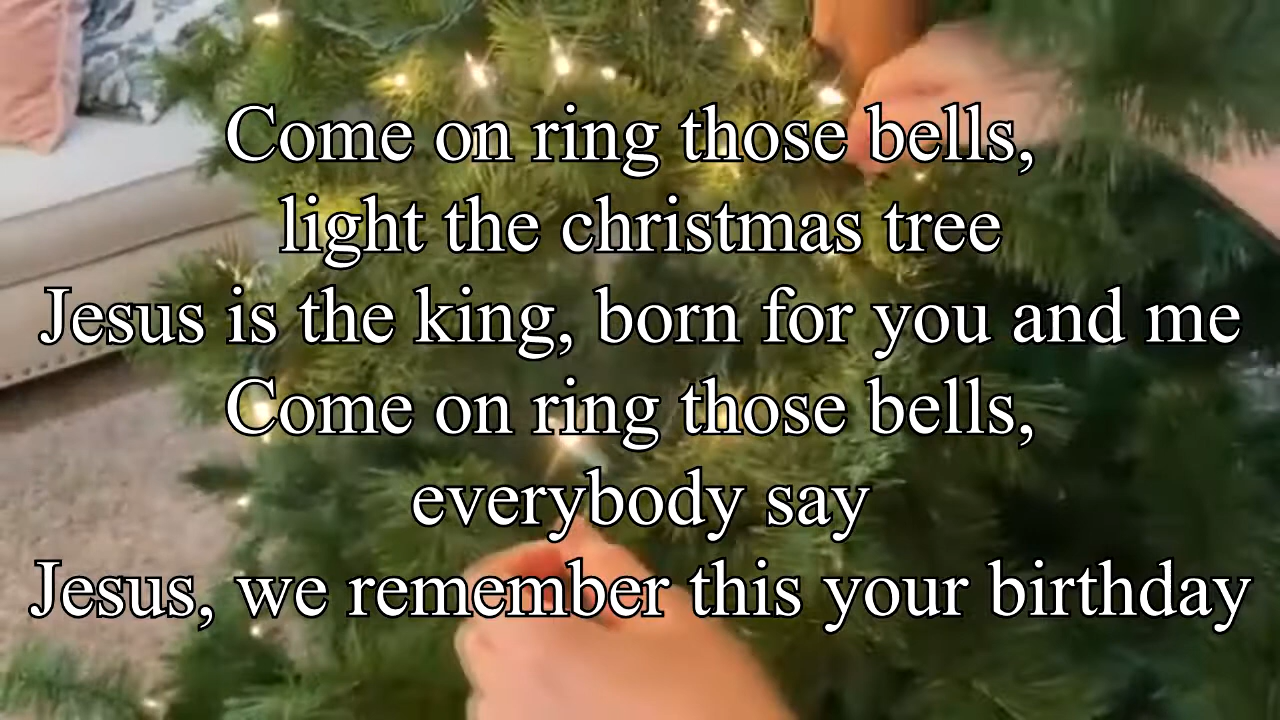 Come on ring those bells,
light the christmas tree
Jesus is the king, born for you and me
Come on ring those bells,
everybody say
Jesus, we remember this your birthday